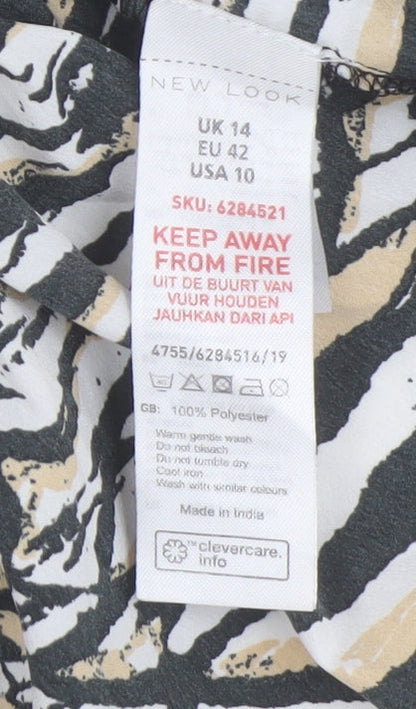 NEW LOOK
UK 14
EU 42
USA 10
SKU: 6284521
KEEP AWAY
FROM FIRE
UIT DE BUURT VAN
VUUR HOUDEN
JAUHKAN DARI API
4755/6284516/19
GB: 100% Polyester
Warm gentle wash
Do not bleach
Do not tumble dry
Cool iron
Wash with similar colours
Made in India
™clevercare.
info